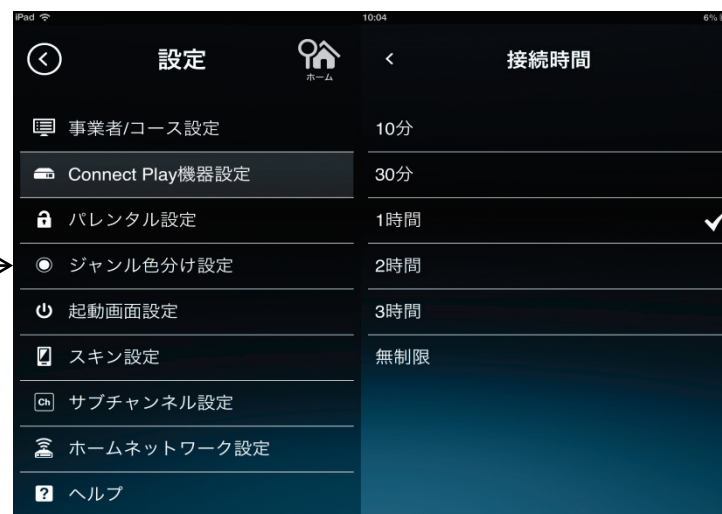 iPad
10:04
6%
設定
ホーム
接続時間
事業者/コース設定
Connect Play機器設定
パレンタル設定
ジャンル色分け設定
起動画面設定
スキン設定
Ch サブチャンネル設定
ホームネットワーク設定
? ヘルプ
10分
30分
1時間
2時間
3時間
無制限